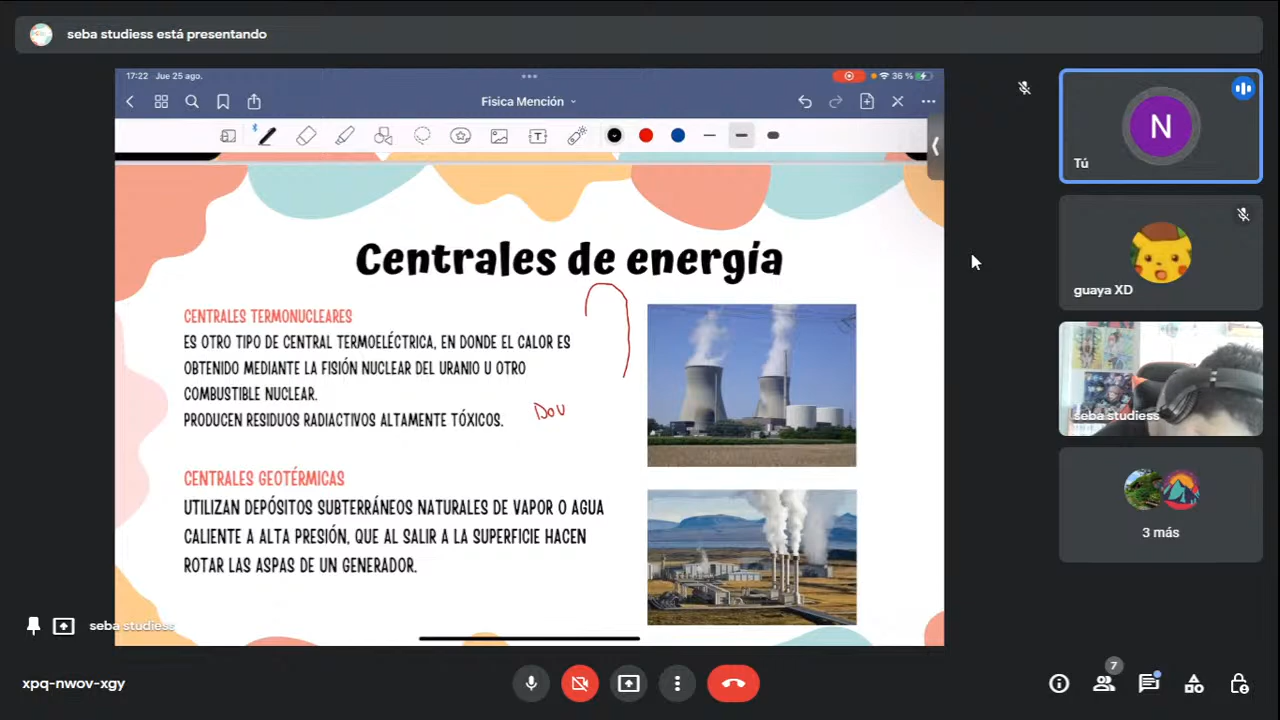 seba studiess está presentando
17:22 Jue 25 ago.
36 %
Fisica Mención
Centrales de energía
CENTRALES TERMONUCLEARES
ES OTRO TIPO DE CENTRAL TERMOELÉCTRICA, EN DONDE EL CALOR ES
OBTENIDO MEDIANTE LA FISIÓN NUCLEAR DEL URANIO U OTRO
COMBUSTIBLE NUCLEAR.
PRODUCEN RESIDUOS RADIACTIVOS ALTAMENTE TÓXICOS.
Dou
CENTRALES GEOTÉRMICAS
UTILIZAN DEPÓSITOS SUBTERRÁNEOS NATURALES DE VAPOR O AGUA
CALIENTE A ALTA PRESIÓN, QUE AL SALIR A LA SUPERFICIE HACEN
ROTAR LAS ASPAS DE UN GENERADOR.
seba studiess
N
Tú
guaya XD
seba studiess
3 más
xpq-nwov-xgy
7